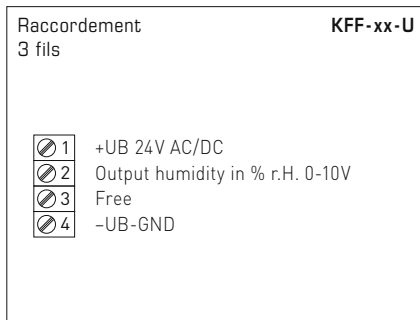 Raccordement KFF-xx-U
3 fils
1 +UB 24V AC/DC
2 Output humidity in % r.H. 0-10V
3 Free
4 –UB-GND